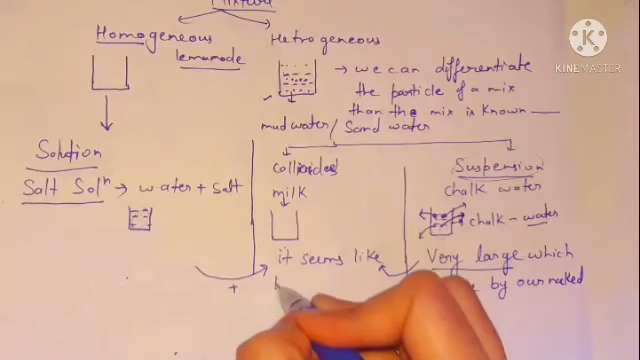 Mixture
Homogeneous
lemonade
Hetrogeneous
→ we can differentiate
the particle of a mix
than the mix is known
mudwater / Sand water
Solution
Salt Solⁿ → water + salt
+
colloides
milk
it seems like
Suspension
chalk water
chalk - water
Very large which
by our naked
KINEMASTER